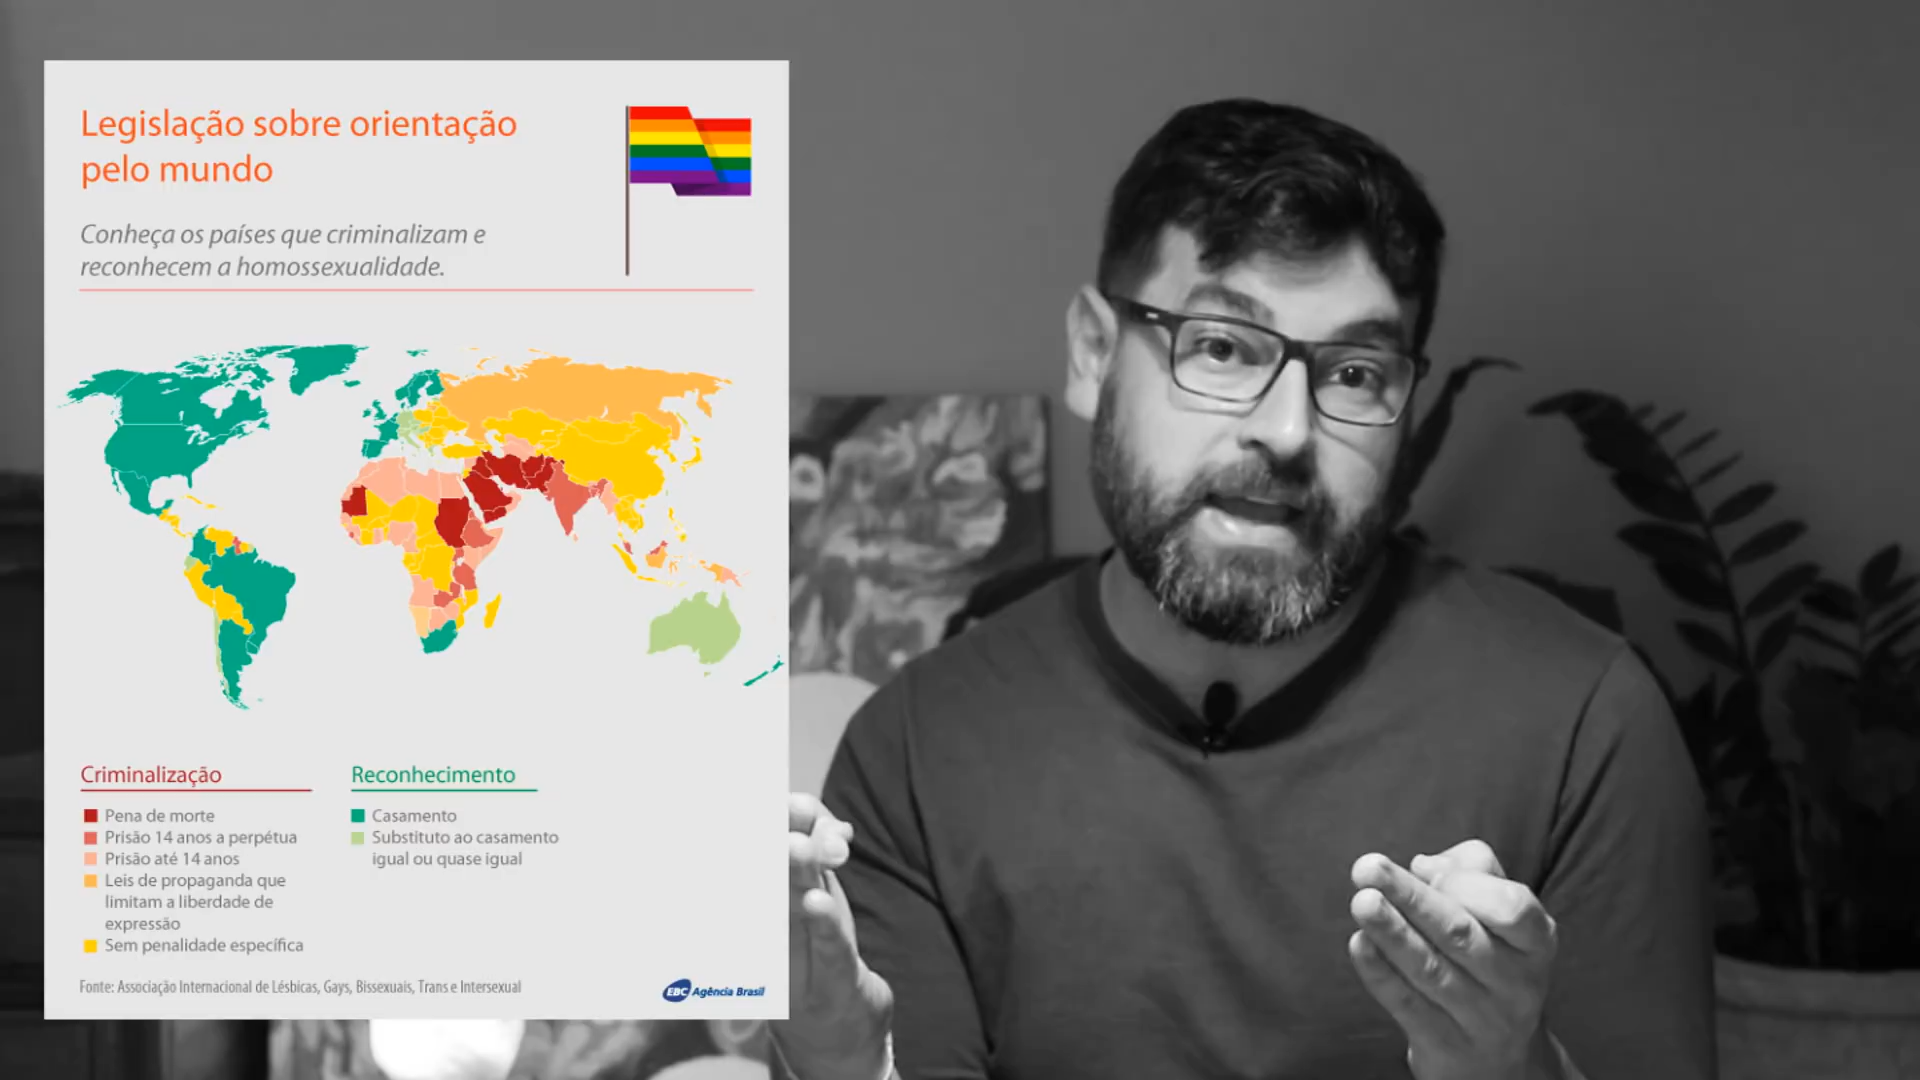 Legislação sobre orientação
pelo mundo
Conheça os países que criminalizam e
reconhecem a homossexualidade.
Criminalização
Pena de morte
Prisão 14 anos a perpétua
Prisão até 14 anos
Leis de propaganda que
limitam a liberdade de
expressão
Sem penalidade específica
Reconhecimento
Casamento
Substituto ao casamento
igual ou quase igual
Fonte: Associação Internacional de Lésbicas, Gays, Bissexuais, Trans e Intersexual
EBC Agência Brasil